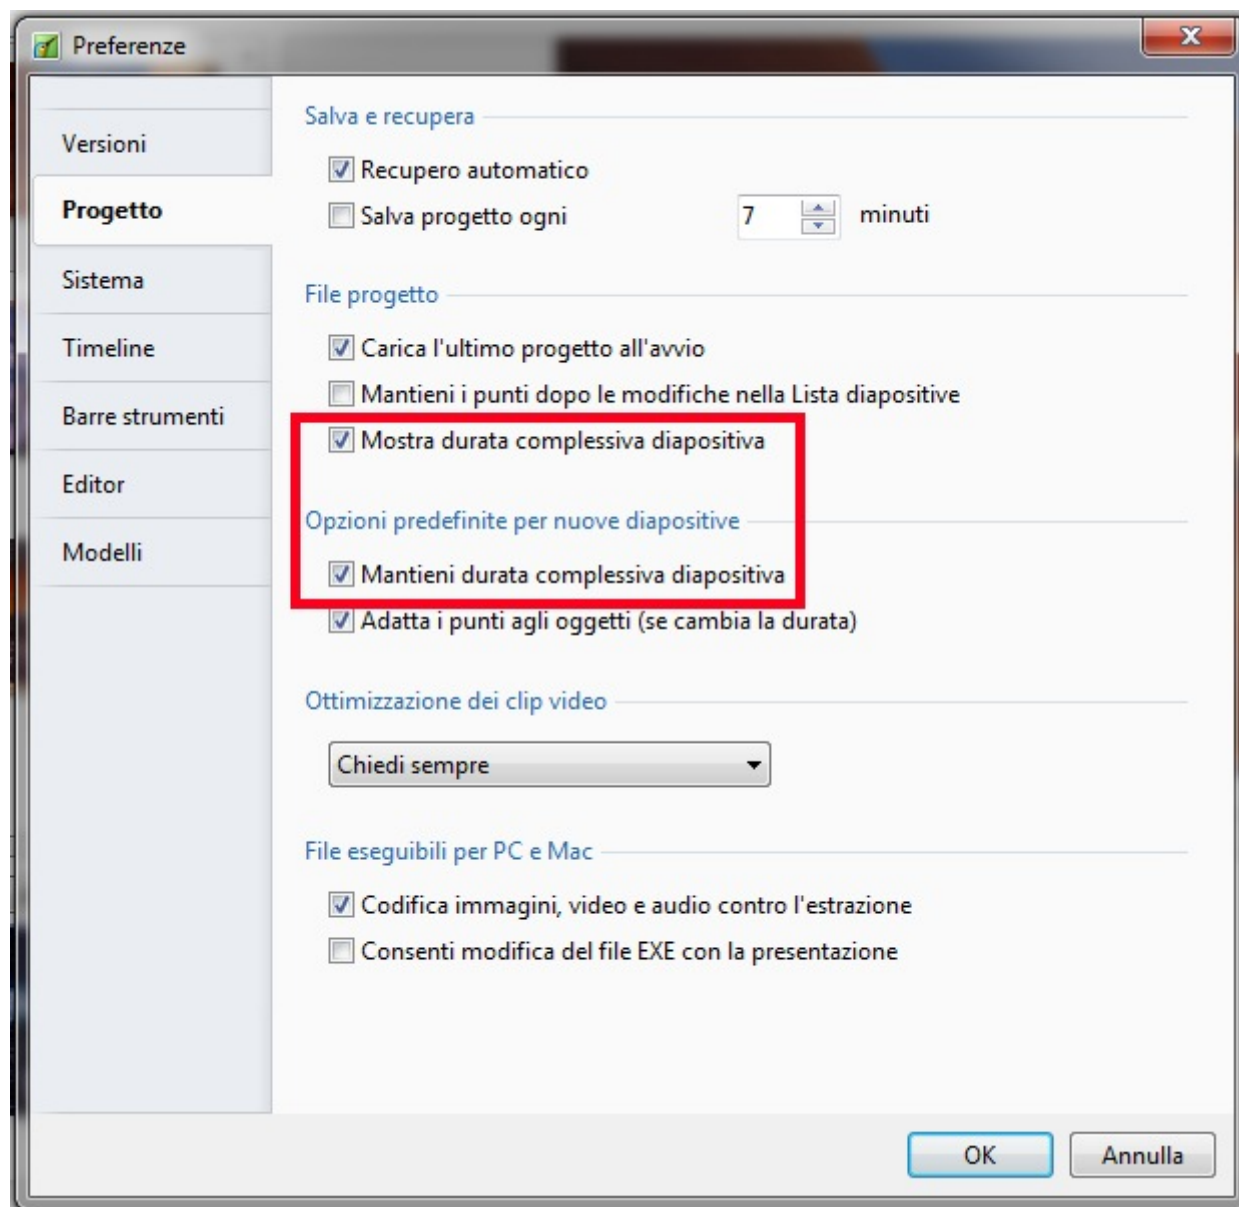 Preferenze
Versioni
Progetto
Sistema
Timeline
Barre strumenti
Editor
Modelli
Salva e recupera
Recupero automatico
Salva progetto ogni 7 minuti
File progetto
Carica l'ultimo progetto all'avvio
Mantieni i punti dopo le modifiche nella Lista diapositive
Mostra durata complessiva diapositiva
Opzioni predefinite per nuove diapositive
Mantieni durata complessiva diapositiva
Adatta i punti agli oggetti (se cambia la durata)
Ottimizzazione dei clip video
Chiedi sempre
File eseguibili per PC e Mac
Codifica immagini, video e audio contro l'estrazione
Consenti modifica del file EXE con la presentazione
OK Annulla